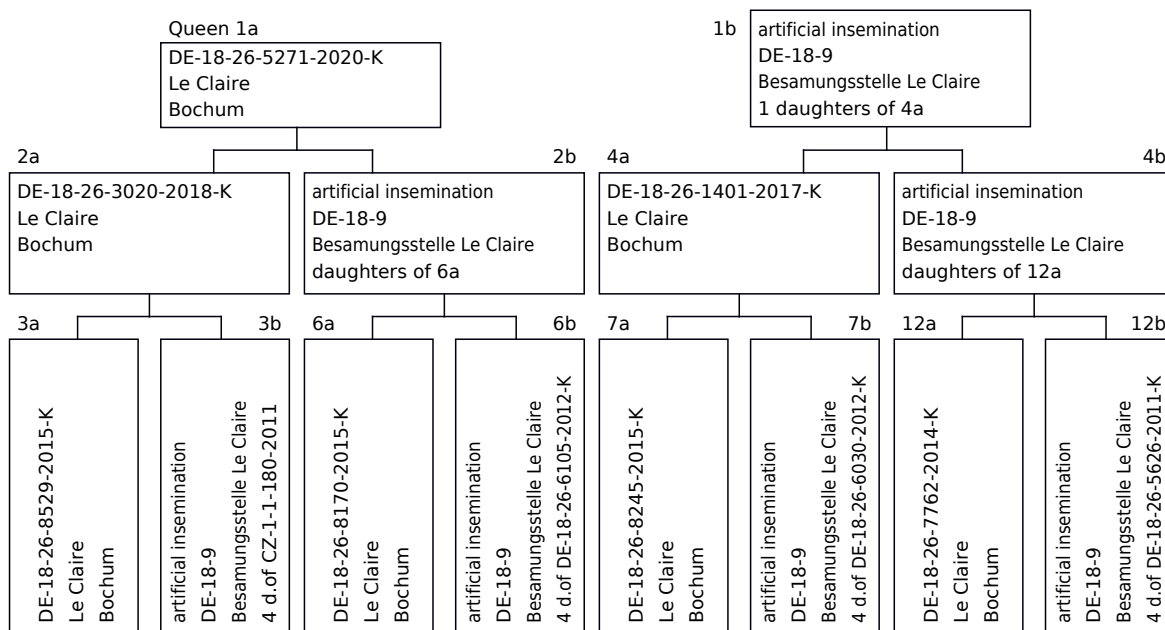 Queen 1a
DE-18-26-5271-2020-K
Le Claire
Bochum
1b
artificial insemination
DE-18-9
Besamungsstelle Le Claire
1 daughters of 4a
2a
DE-18-26-3020-2018-K
Le Claire
Bochum
2b
artificial insemination
DE-18-9
Besamungsstelle Le Claire
daughters of 6a
4a
DE-18-26-1401-2017-K
Le Claire
Bochum
4b
artificial insemination
DE-18-9
Besamungsstelle Le Claire
daughters of 12a
3a
DE-18-26-8529-2015-K
Le Claire
Bochum
3b
artificial insemination
DE-18-9
Besamungsstelle Le Claire
4 d.of CZ-1-1-180-2011
6a
DE-18-26-8170-2015-K
Le Claire
Bochum
6b
artificial insemination
DE-18-9
Besamungsstelle Le Claire
4 d.of DE-18-26-6105-2012-K
7a
DE-18-26-8245-2015-K
Le Claire
Bochum
7b
artificial insemination
DE-18-9
Besamungsstelle Le Claire
4 d.of DE-18-26-6030-2012-K
12a
DE-18-26-7762-2014-K
Le Claire
Bochum
12b
artificial insemination
DE-18-9
Besamungsstelle Le Claire
4 d.of DE-18-26-5626-2011-K